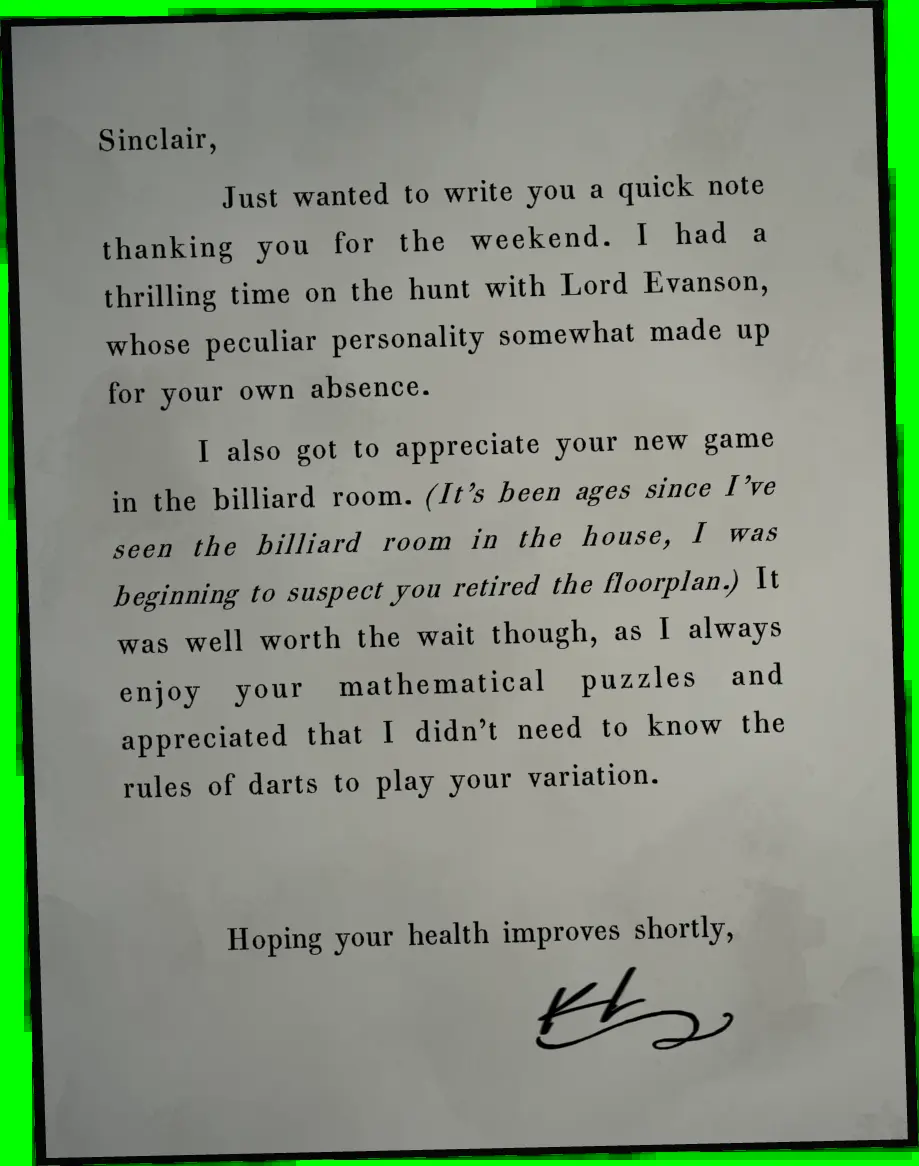 Sinclair,
Just wanted to write you a quick note
thanking you for the weekend. I had a
thrilling time on the hunt with Lord Evanson,
whose peculiar personality somewhat made up
for your own absence.
I also got to appreciate your new game
in the billiard room. (It's been ages since I've
seen the billiard room in the house, I was
beginning to suspect you retired the floorplan.) It
was well worth the wait though, as I always
enjoy your mathematical puzzles and
appreciated that I didn't need to know the
rules of darts to play your variation.
Hoping your health improves shortly,